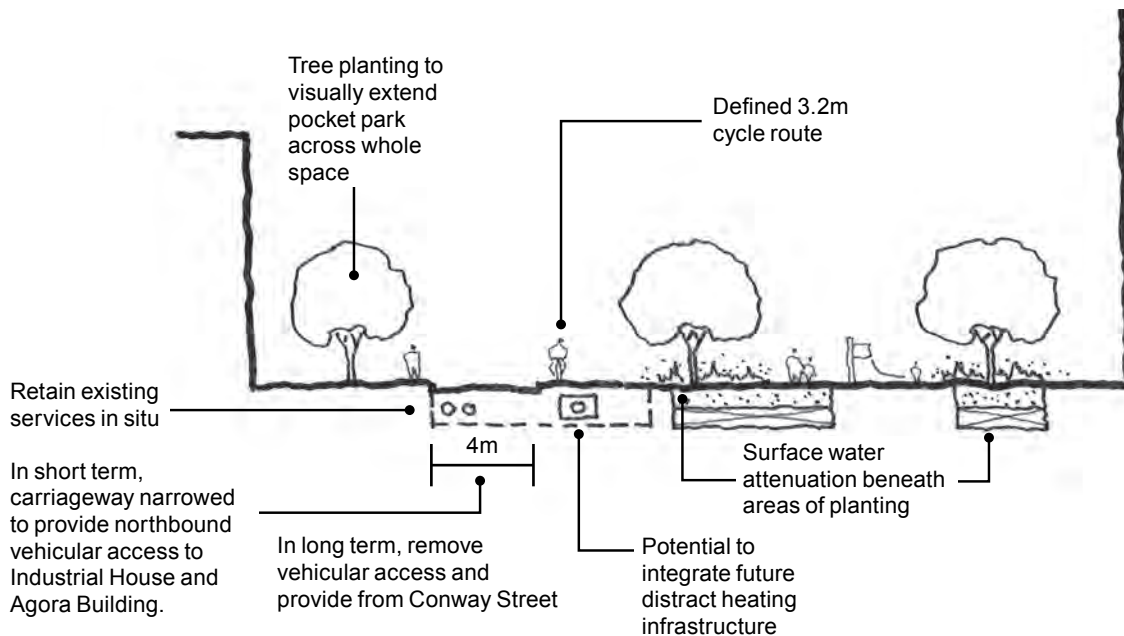 Tree planting to
visually extend
pocket park
across whole
space
Defined 3.2m
cycle route
Retain existing
services in situ
In short term,
carriageway narrowed
to provide northbound
vehicular access to
Industrial House and
Agora Building.
4m
In long term, remove
vehicular access and
provide from Conway Street
Surface water
attenuation beneath
areas of planting
Potential to
integrate future
distract heating
infrastructure